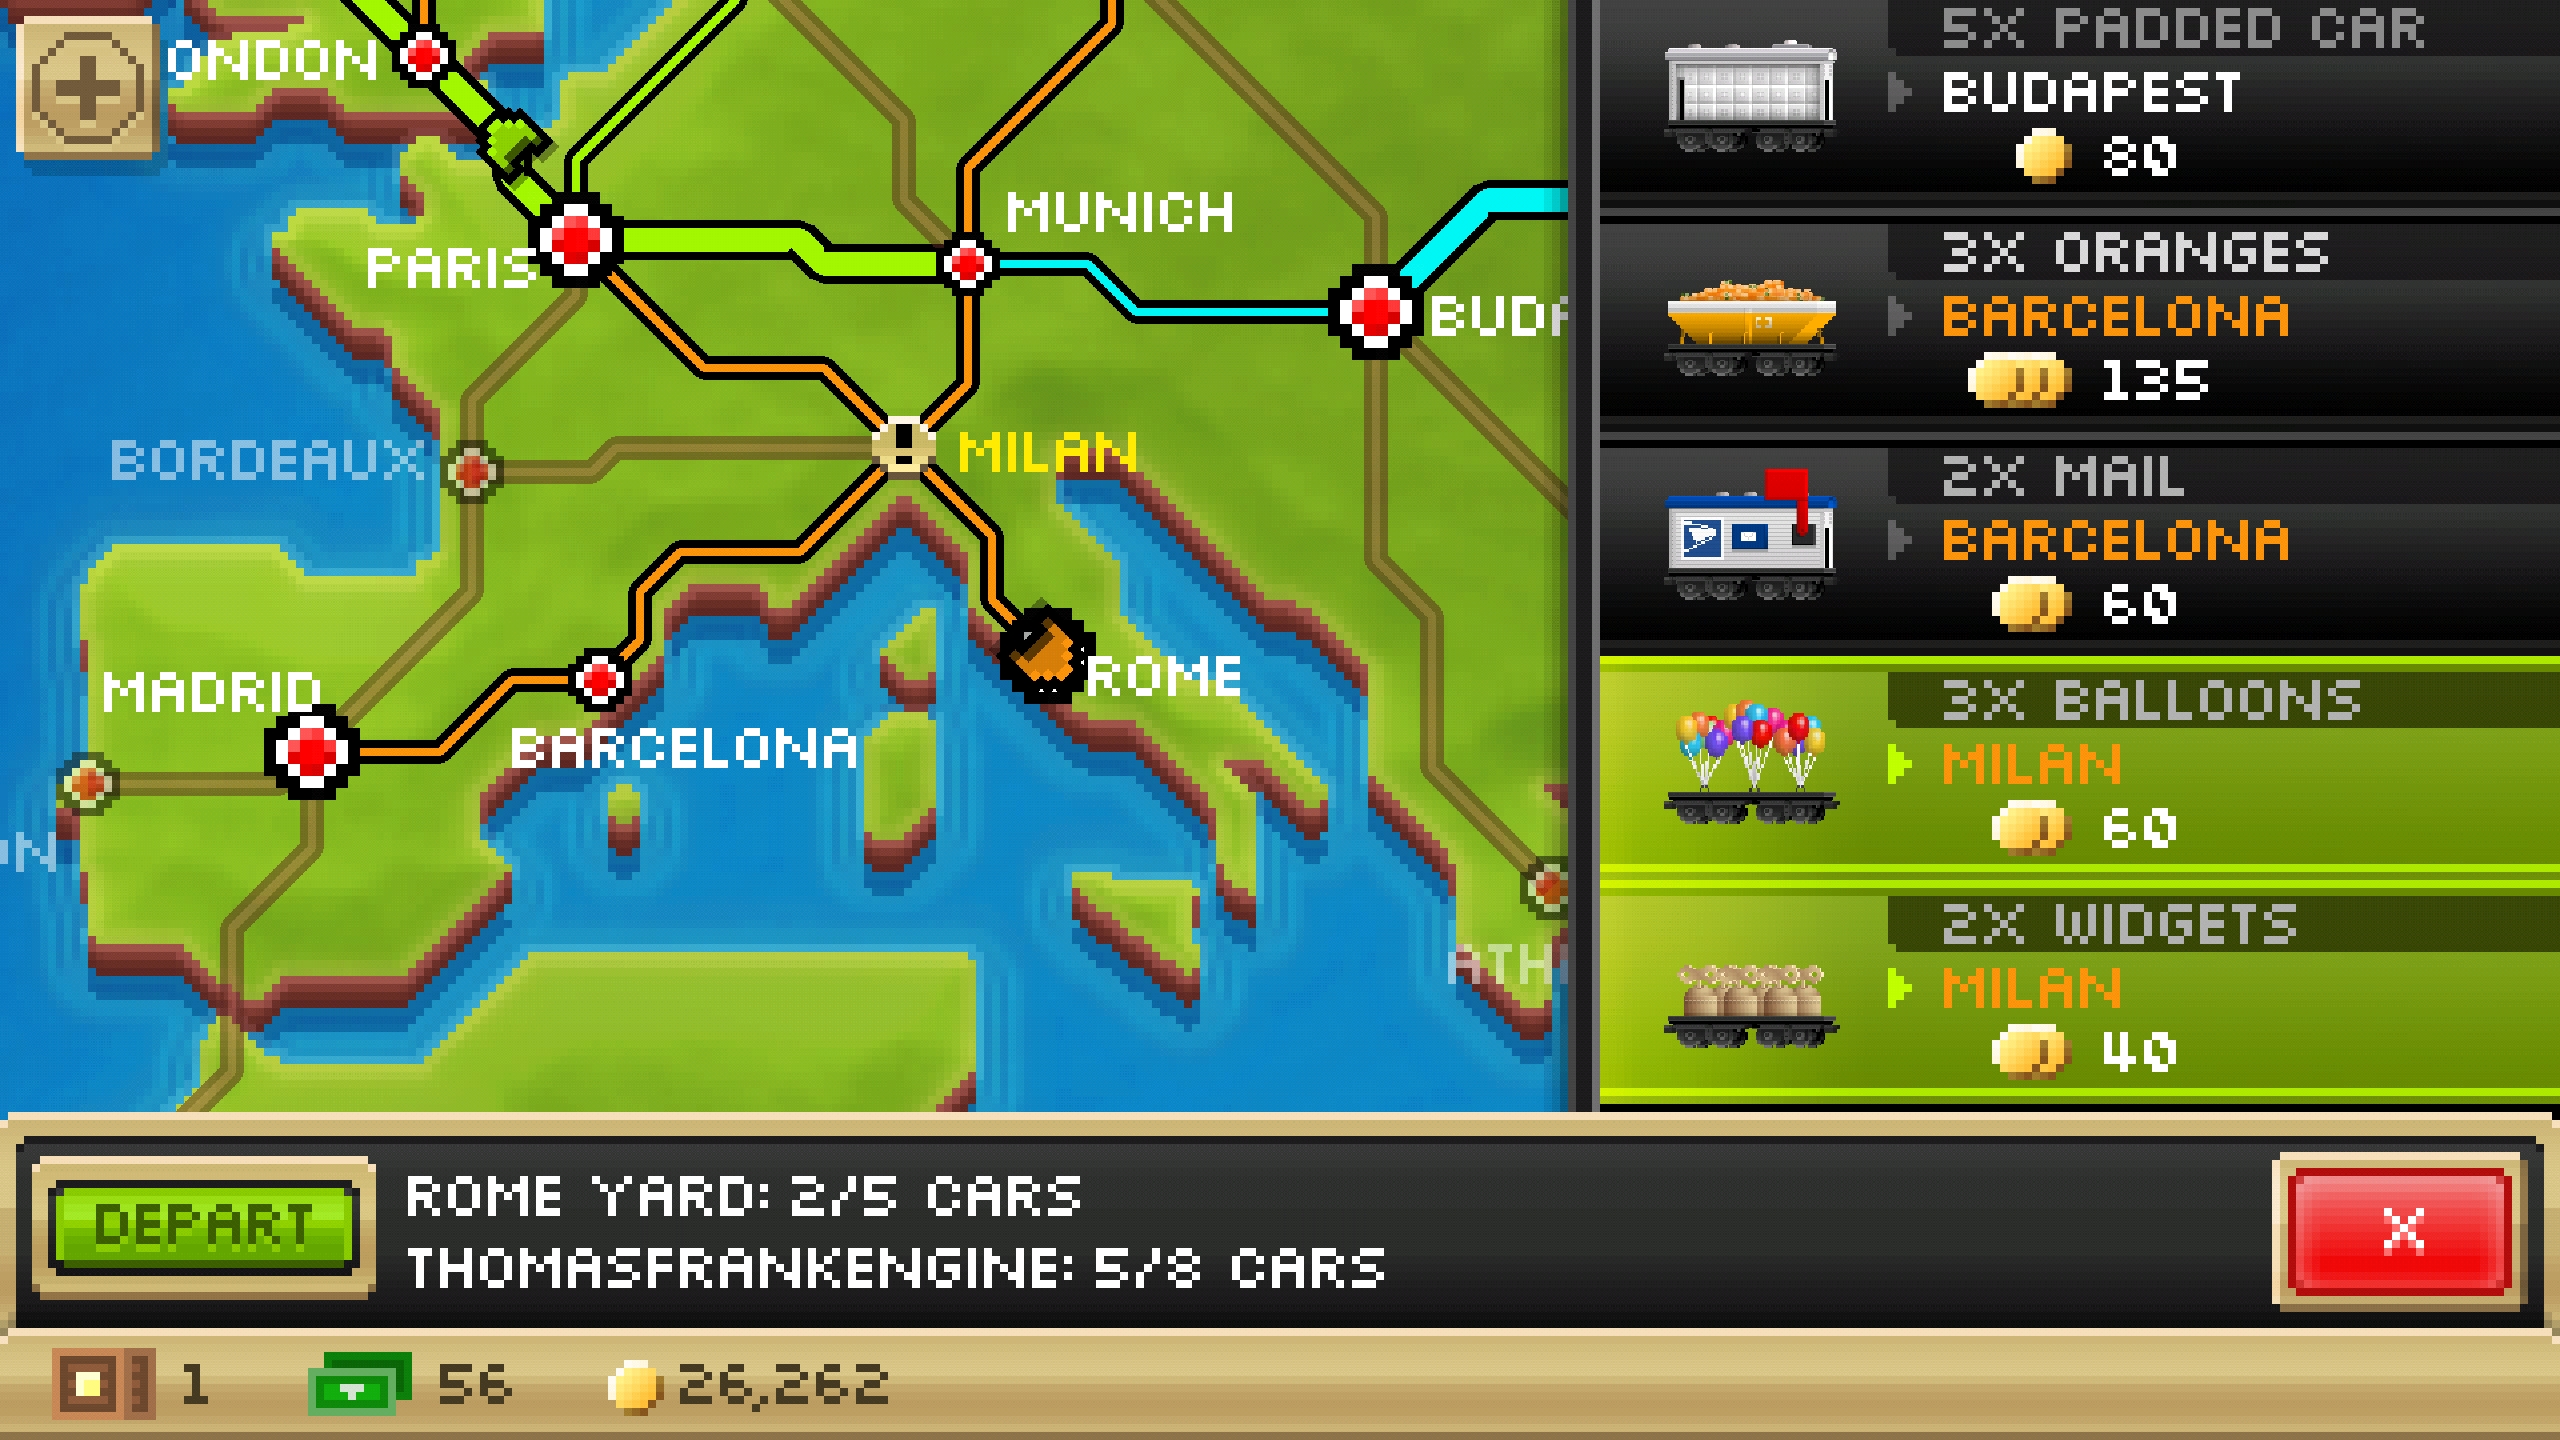 ONDON
PARIS
MUNICH
BUDA
BORDEAUX
MILAN
MADRID
ROME
BARCELONA
ON
ATH
5X PADDED CAR
BUDAPEST
80
3X ORANGES
BARCELONA
135
2X MAIL
BARCELONA
60
3X BALLOONS
MILAN
60
2X WIDGETS
MILAN
40
DEPART
ROME YARD: 2/5 CARS
THOMASFRANKENGINE: 5/8 CARS
X
1
56
26,262